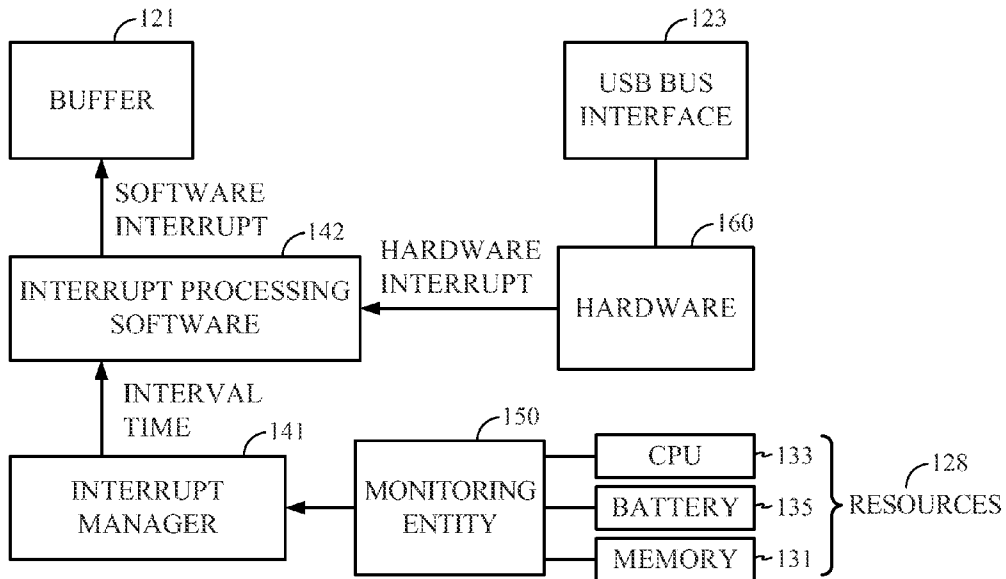 121
BUFFER
123
USB BUS
INTERFACE
SOFTWARE
INTERRUPT
142
INTERRUPT PROCESSING
SOFTWARE
HARDWARE
INTERRUPT
160
HARDWARE
INTERVAL
TIME
141
INTERRUPT
MANAGER
150
MONITORING
ENTITY
CPU
133
BATTERY
135
MEMORY
131
128
RESOURCES